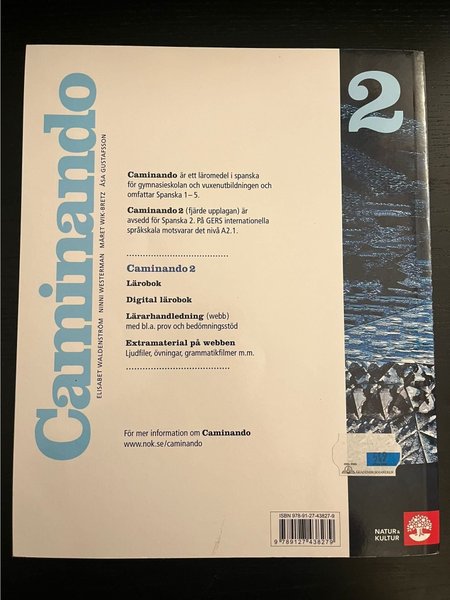 Caminando
ELISABET WALDENSTRÖM NINNI WESTERMAN MÅRET WIK-BRETZ ÅSA GUSTAFSSON
2
Caminando är ett läromedel i spanska
för gymnasieskolan och vuxenutbildningen och
omfattar Spanska 1–5.
Caminando 2 (fjärde upplagan) är
avsedd för Spanska 2. På GERS internationella
språkskala motsvarar det nivå A2.1.
Caminando 2
Lärobok
Digital lärobok
Lärarhandledning (webb)
med bl.a. prov och bedömningsstöd
Extramaterial på webben
Ljudfiler, övningar, grammatikfilmer m.m.
För mer information om Caminando
www.nok.se/caminando
ISBN 978-91-27-43827-9
9 789127 438279
NATUR &
KULTUR